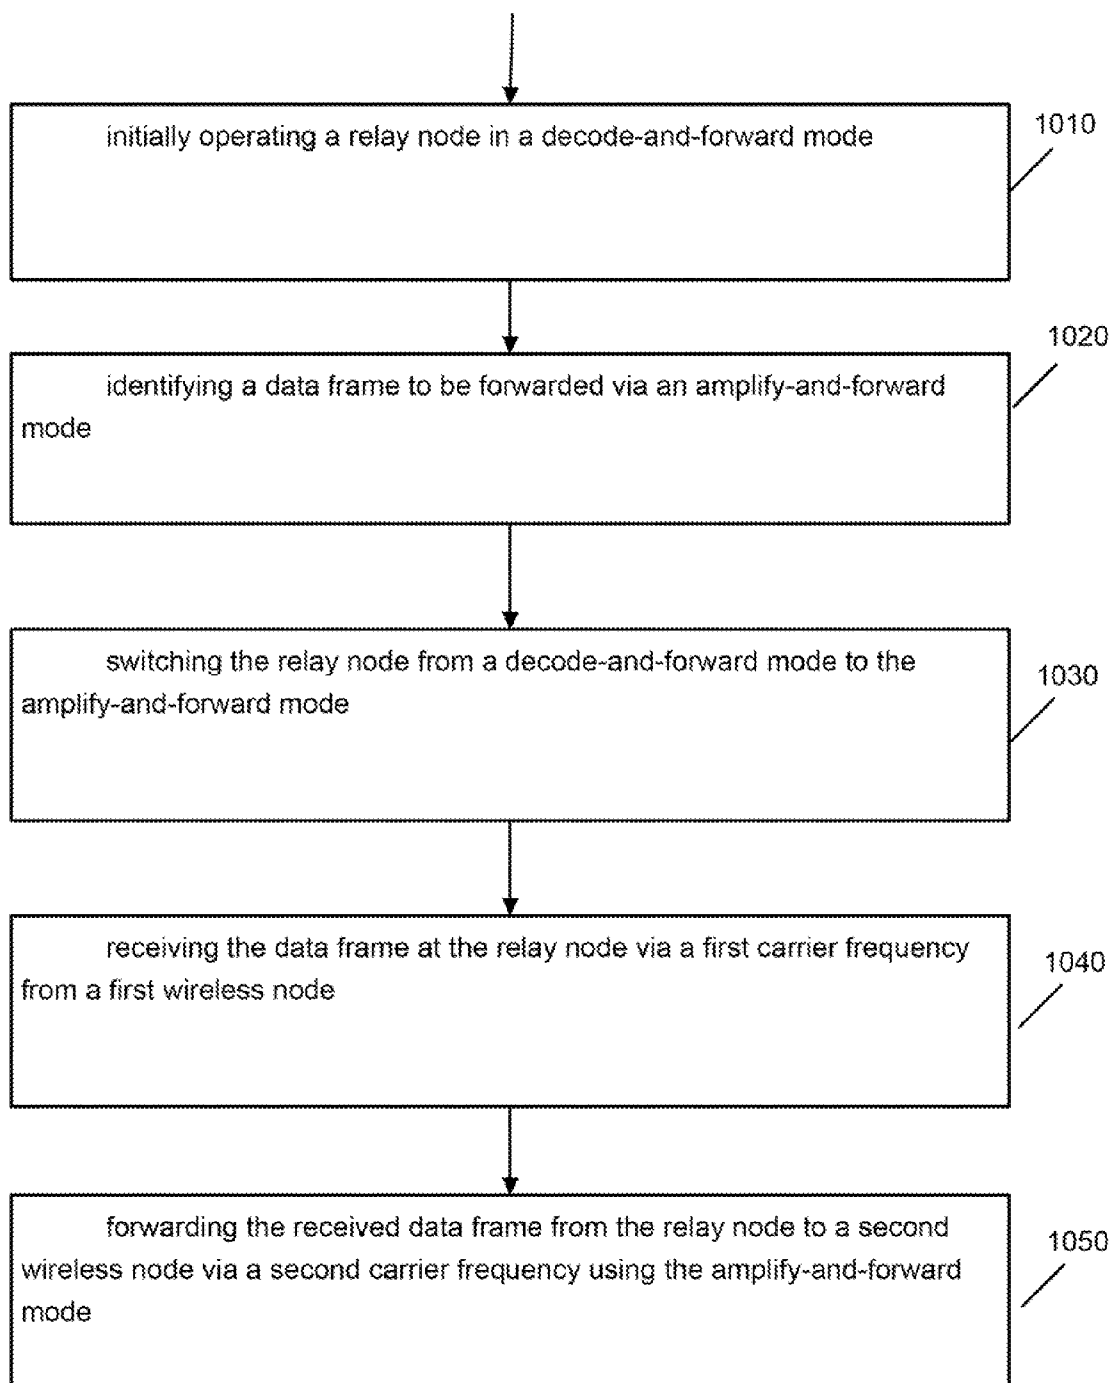 initially operating a relay node in a decode-and-forward mode
1010
identifying a data frame to be forwarded via an amplify-and-forward
mode
1020
switching the relay node from a decode-and-forward mode to the
amplify-and-forward mode
1030
receiving the data frame at the relay node via a first carrier frequency
from a first wireless node
1040
forwarding the received data frame from the relay node to a second
wireless node via a second carrier frequency using the amplify-and-forward
mode
1050